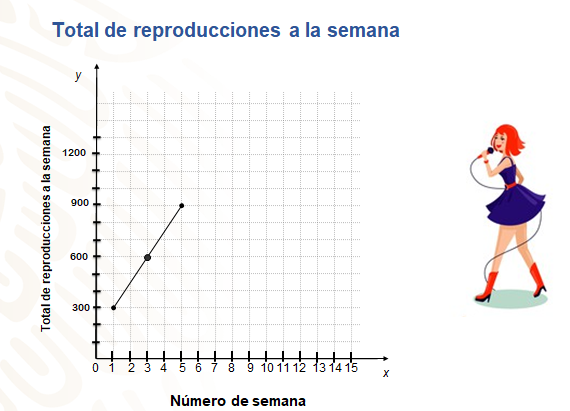 Total de reproducciones a la semana
y
Total de reproducciones a la semana
1200
900
600
300
0 1 2 3 4 5 6 7 8 9 10 11 12 13 14 15
x
Número de semana